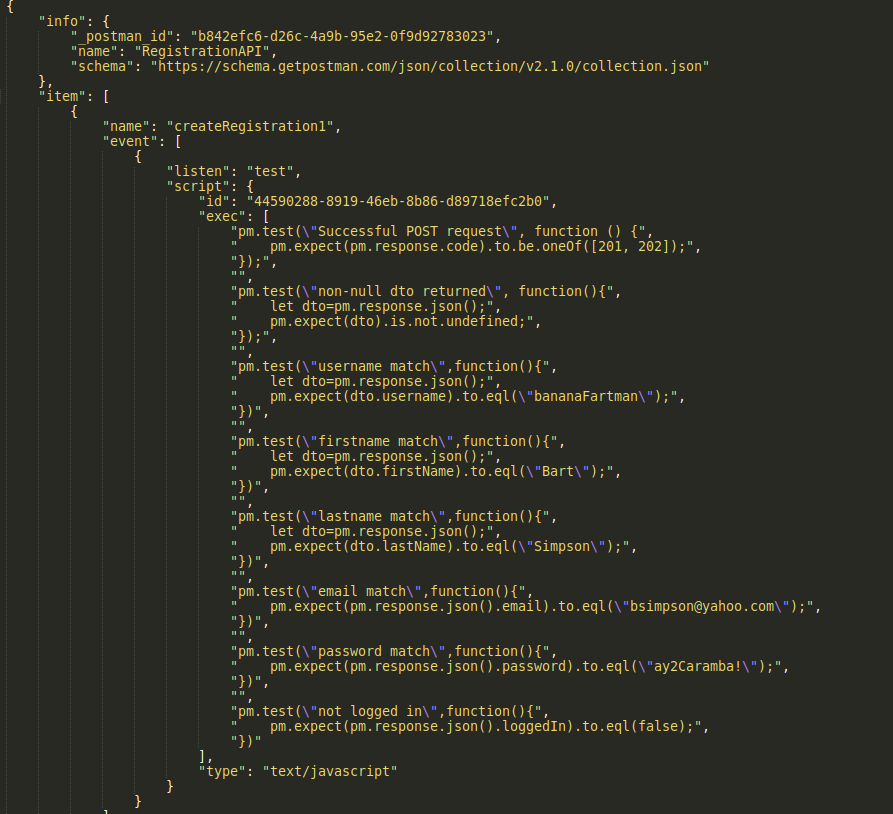 {
    "info": {
        "_postman_id": "b842efc6-d26c-4a9b-95e2-0f9d92783023",
        "name": "RegistrationAPI",
        "schema": "https://schema.getpostman.com/json/collection/v2.1.0/collection.json"
    },
    "item": [
        {
            "name": "createRegistration1",
            "event": [
                {
                    "listen": "test",
                    "script": {
                        "id": "44590288-8919-46eb-8b86-d89718efc2b0",
                        "exec": [
                            "pm.test(\"Successful POST request\", function () {",
                            "    pm.expect(pm.response.code).to.be.oneOf([201, 202]);",
                            "});",
                            "",
                            "pm.test(\"non-null dto returned\", function(){",
                            "    let dto=pm.response.json();",
                            "    pm.expect(dto).is.not.undefined;",
                            "});",
                            "",
                            "pm.test(\"username match\",function(){",
                            "    let dto=pm.response.json();",
                            "    pm.expect(dto.username).to.eql(\"bananaFartman\");",
                            "})",
                            "",
                            "pm.test(\"firstname match\",function(){",
                            "    let dto=pm.response.json();",
                            "    pm.expect(dto.firstName).to.eql(\"Bart\");",
                            "})",
                            "",
                            "pm.test(\"lastname match\",function(){",
                            "    let dto=pm.response.json();",
                            "    pm.expect(dto.lastName).to.eql(\"Simpson\");",
                            "})",
                            "",
                            "pm.test(\"email match\",function(){",
                            "    pm.expect(pm.response.json().email).to.eql(\"bsimpson@yahoo.com\");",
                            "})",
                            "",
                            "pm.test(\"password match\",function(){",
                            "    pm.expect(pm.response.json().password).to.eql(\"ay2Caramba!\");",
                            "})",
                            "",
                            "pm.test(\"not logged in\",function(){",
                            "    pm.expect(pm.response.json().loggedIn).to.eql(false);",
                            "})"
                        ],
                        "type": "text/javascript"
                    }
                }